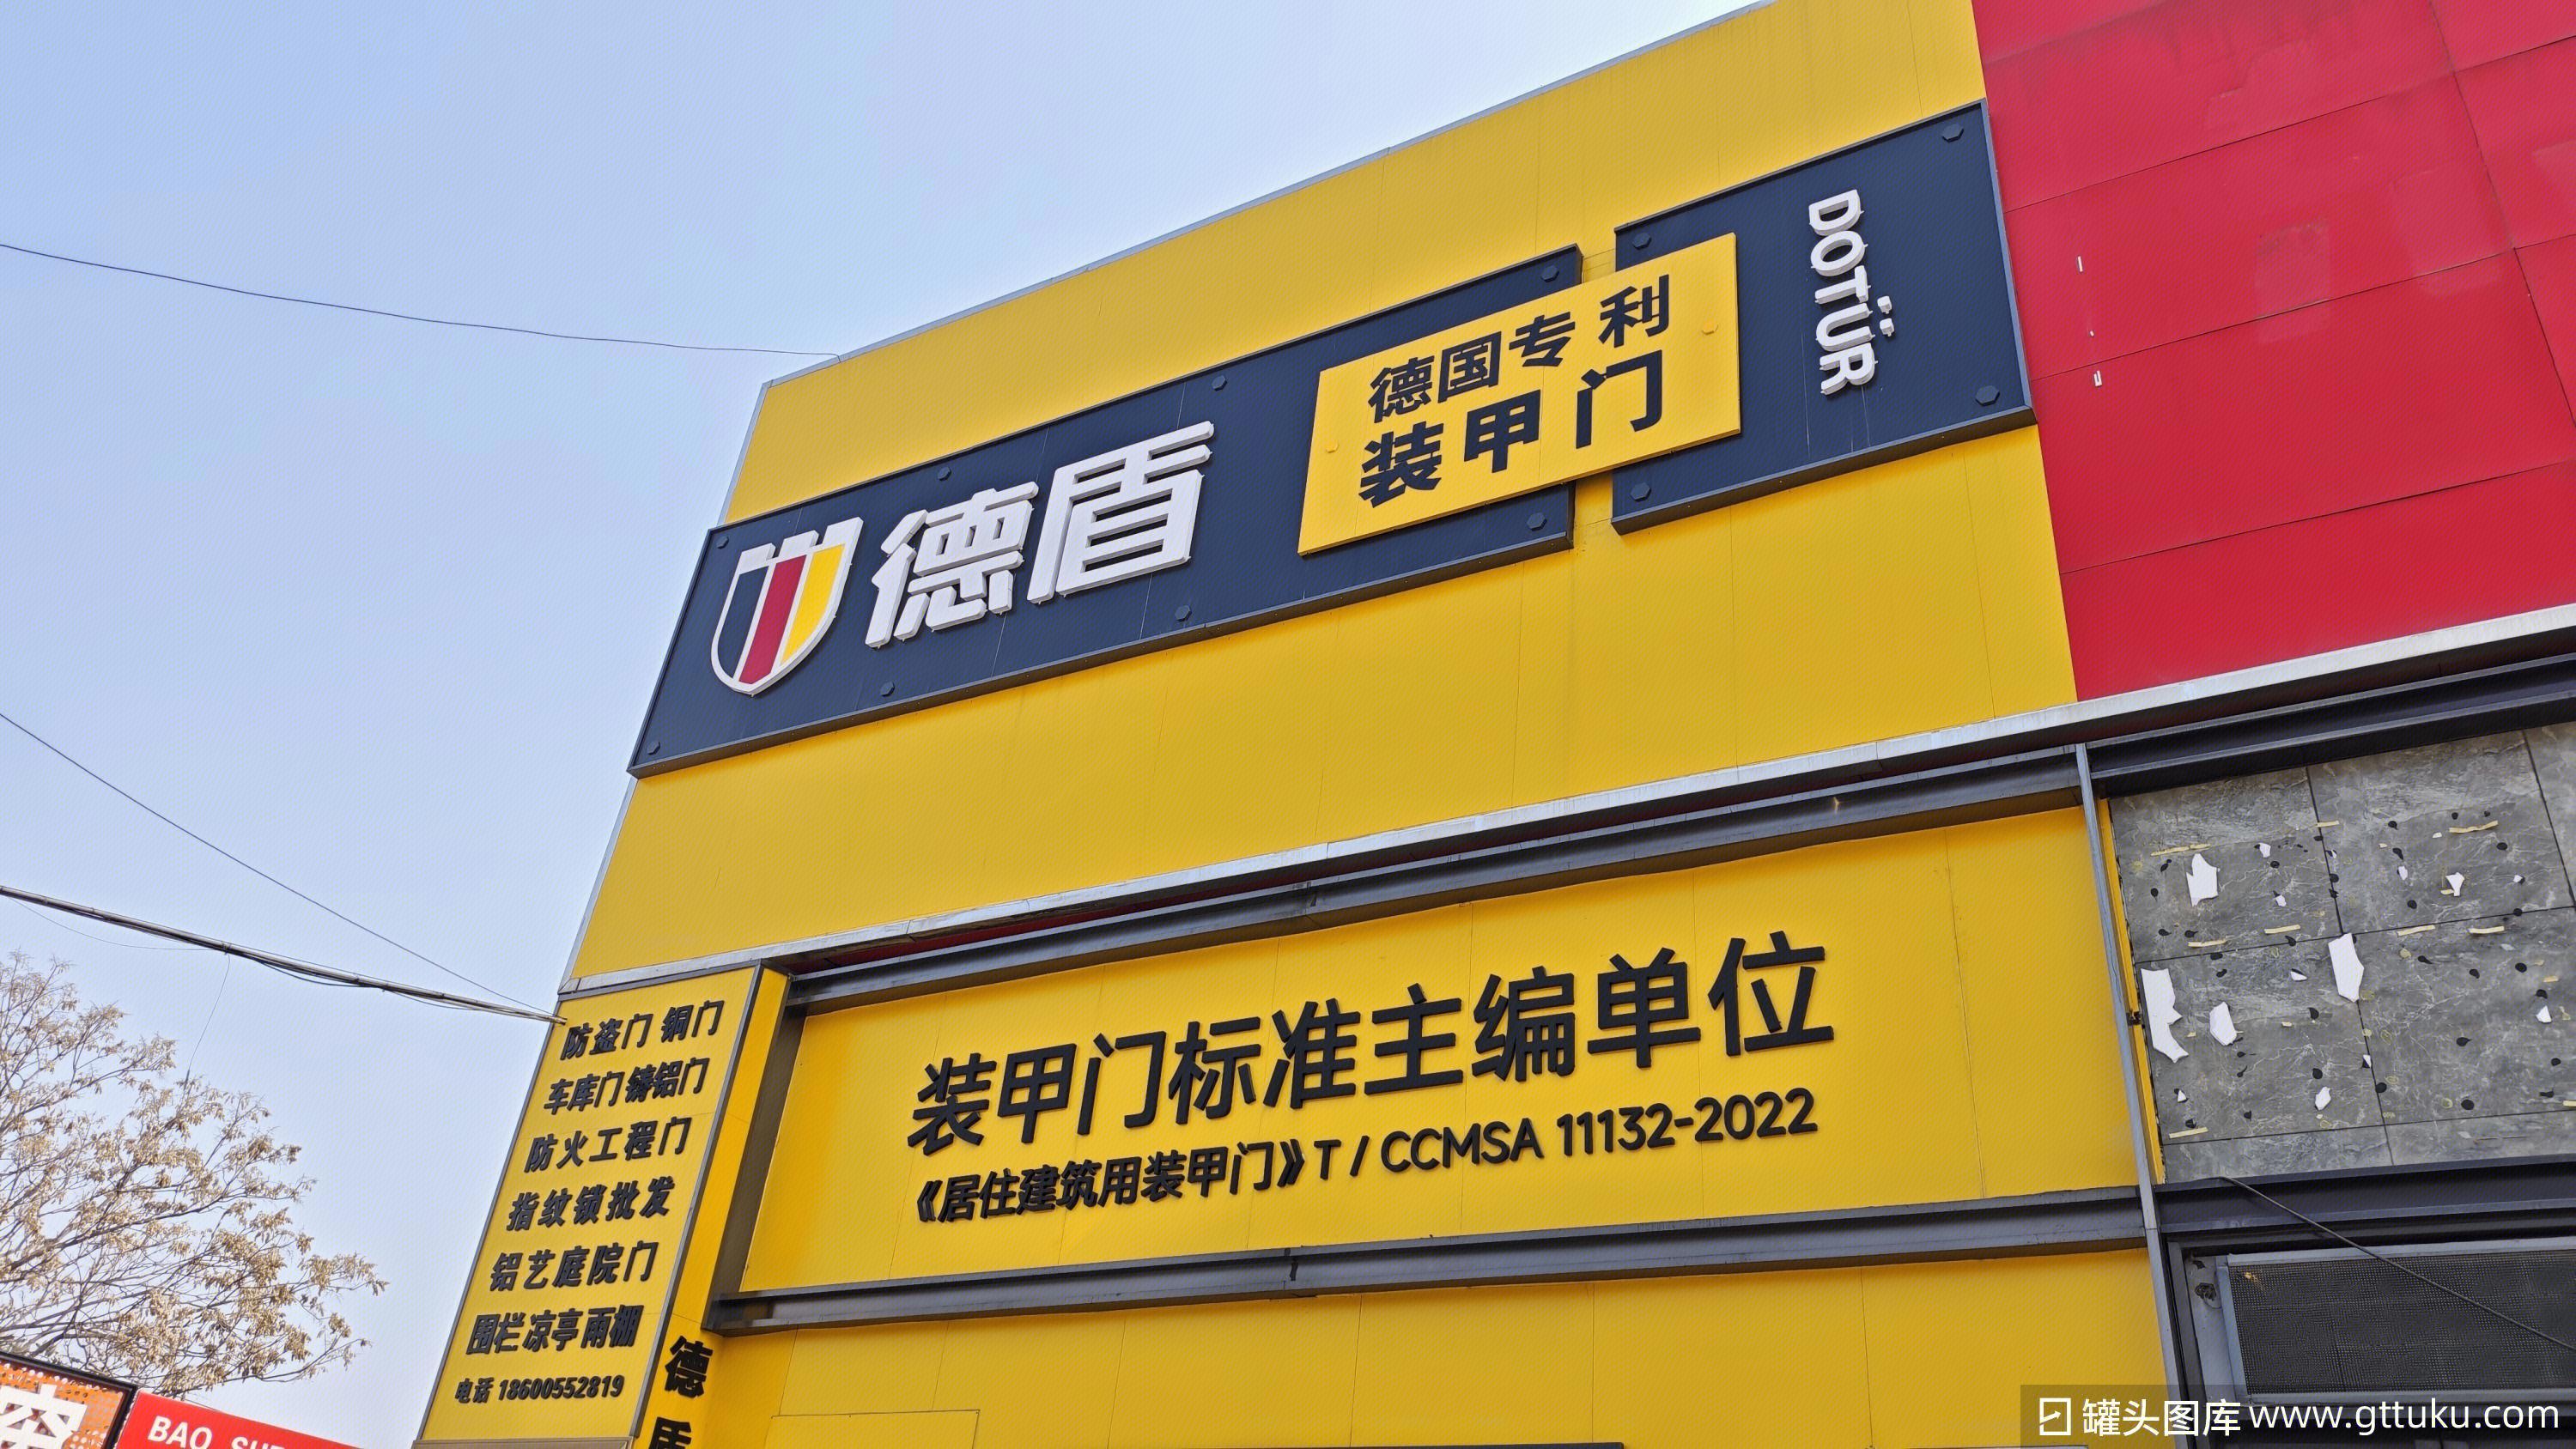 德盾
德国专利
装甲门
DOTÜR
装甲门标准主编单位
《居住建筑用装甲门》T/CCMSA 11132-2022
防盗门 铜门
车库门 铸铝门
防火工程门
指纹锁批发
铝艺庭院门
围栏凉亭雨棚
电话 18600552819
德
盾
BAO
罐头图库 www.gttuku.com